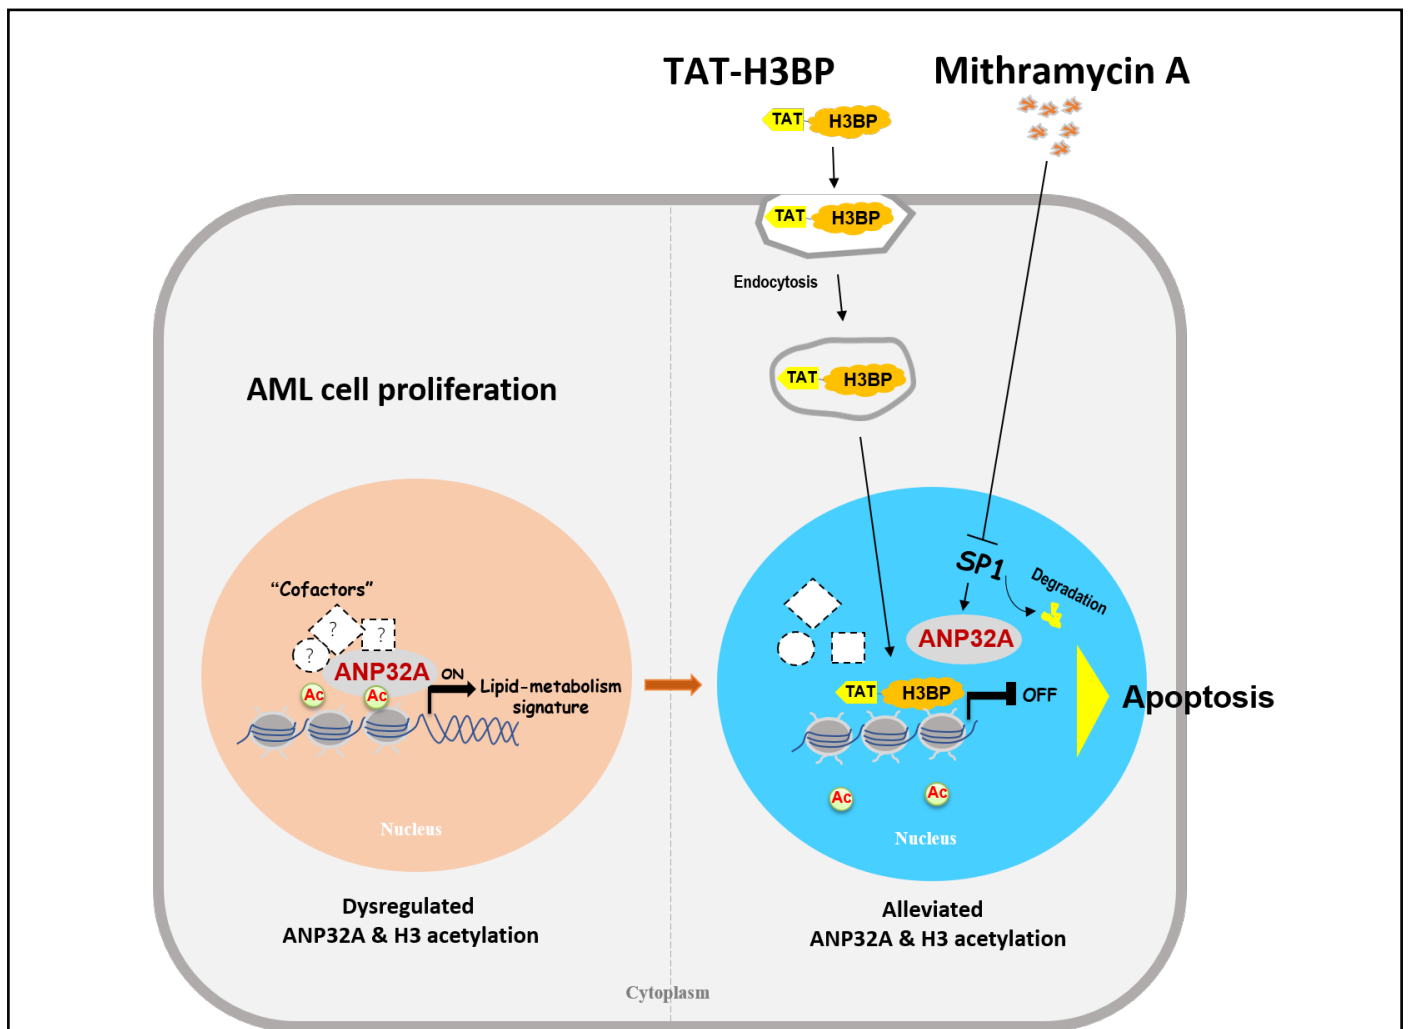 TAT-H3BP
Mithramycin A
TAT H3BP
TAT H3BP
Endocytosis
TAT H3BP
AML cell proliferation
"Cofactors"
?
?
?
ANP32A
ON
Ac
Ac
Lipid-metabolism
signature
Nucleus
Dysregulated
ANP32A & H3 acetylation
SP1
Degradation
ANP32A
TAT H3BP
OFF
Apoptosis
Ac
Ac
Nucleus
Alleviated
ANP32A & H3 acetylation
Cytoplasm